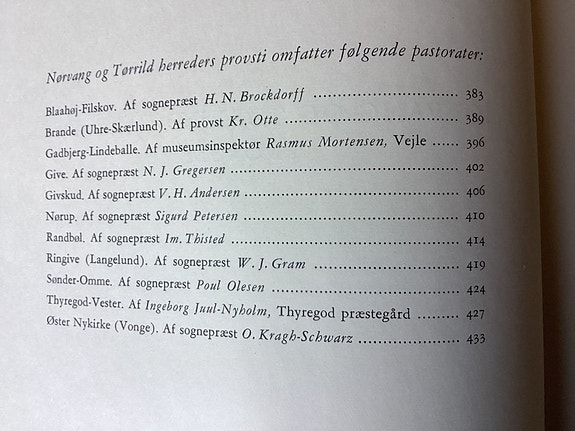 Nørvang og Tørrild herreders provsti omfatter følgende pastorater:
Blaahøj-Filskov. Af sognepræst H. N. Brockdorff ........................ 383
Brande (Uhre-Skærlund). Af provst Kr. Otte ............................. 389
Gadbjerg-Lindeballe. Af museumsinspektør Rasmus Mortensen, Vejle ...... 396
Give. Af sognepræst N. J. Gregersen .................................... 402
Givskud. Af sognepræst V. H. Andersen .................................. 406
Nørup. Af sognepræst Sigurd Petersen ................................... 410
Randbøl. Af sognepræst Im. Thisted ..................................... 414
Ringive (Langelund). Af sognepræst W. J. Gram .......................... 419
Sønder-Omme. Af sognepræst Poul Olesen ................................. 424
Thyregod-Vester. Af Ingeborg Juul-Nyholm, Thyregod præstegård ......... 427
Øster Nykirke (Vonge). Af sognepræst O. Kragh-Schwarz .................. 433